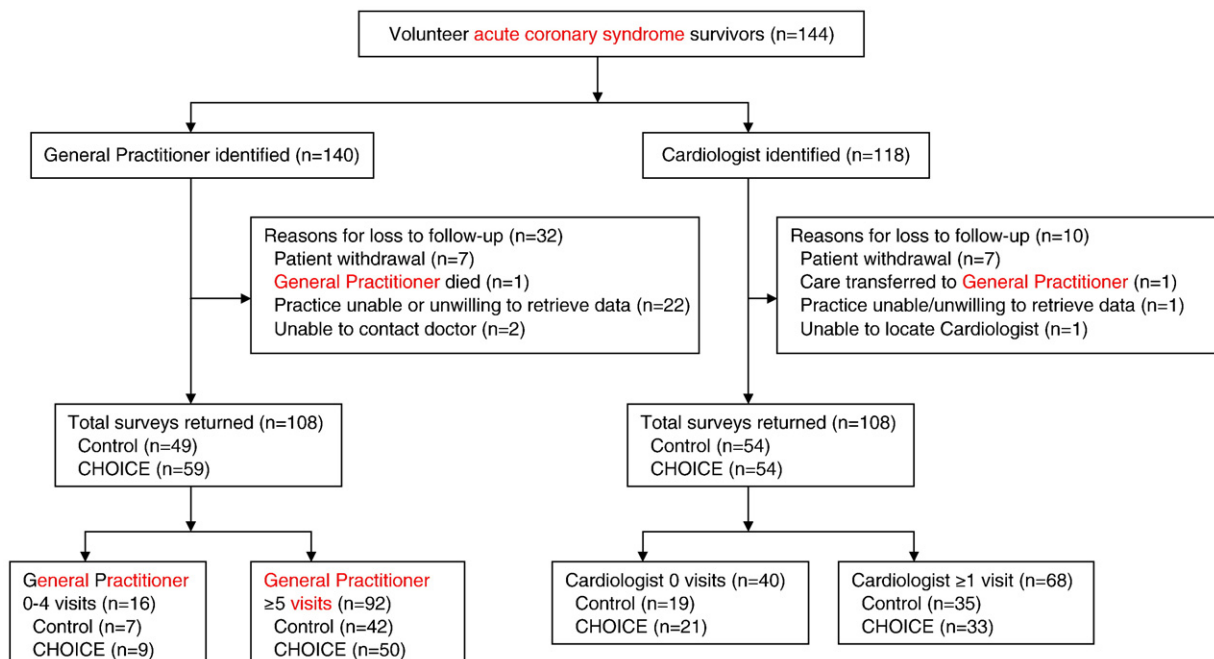 Volunteer acute coronary syndrome survivors (n=144)
General Practitioner identified (n=140)
Cardiologist identified (n=118)
Reasons for loss to follow-up (n=32)
Patient withdrawal (n=7)
General Practitioner died (n=1)
Practice unable or unwilling to retrieve data (n=22)
Unable to contact doctor (n=2)
Reasons for loss to follow-up (n=10)
Patient withdrawal (n=7)
Care transferred to General Practitioner (n=1)
Practice unable/unwilling to retrieve data (n=1)
Unable to locate Cardiologist (n=1)
Total surveys returned (n=108)
Control (n=49)
CHOICE (n=59)
Total surveys returned (n=108)
Control (n=54)
CHOICE (n=54)
General Practitioner
0-4 visits (n=16)
Control (n=7)
CHOICE (n=9)
General Practitioner
≥5 visits (n=92)
Control (n=42)
CHOICE (n=50)
Cardiologist 0 visits (n=40)
Control (n=19)
CHOICE (n=21)
Cardiologist ≥1 visit (n=68)
Control (n=35)
CHOICE (n=33)